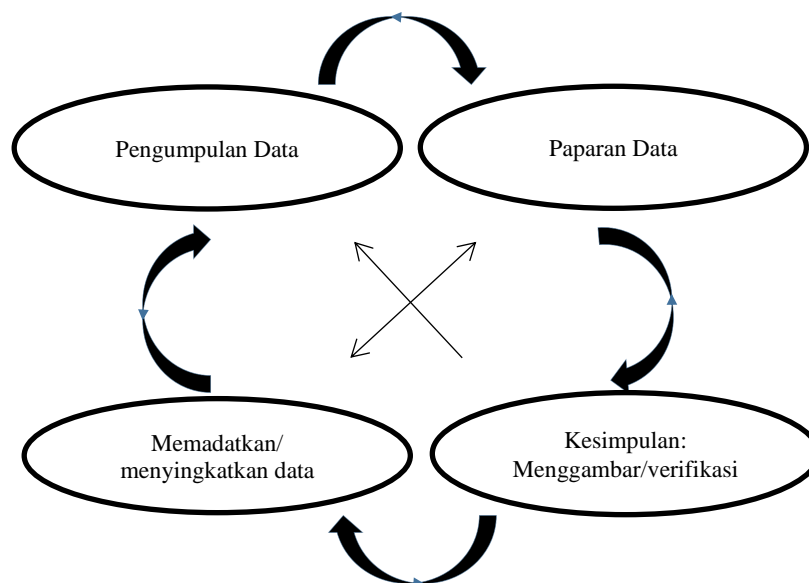 Pengumpulan Data
Paparan Data
Memadatkan/
menyingkatkan data
Kesimpulan:
Menggambar/verifikasi